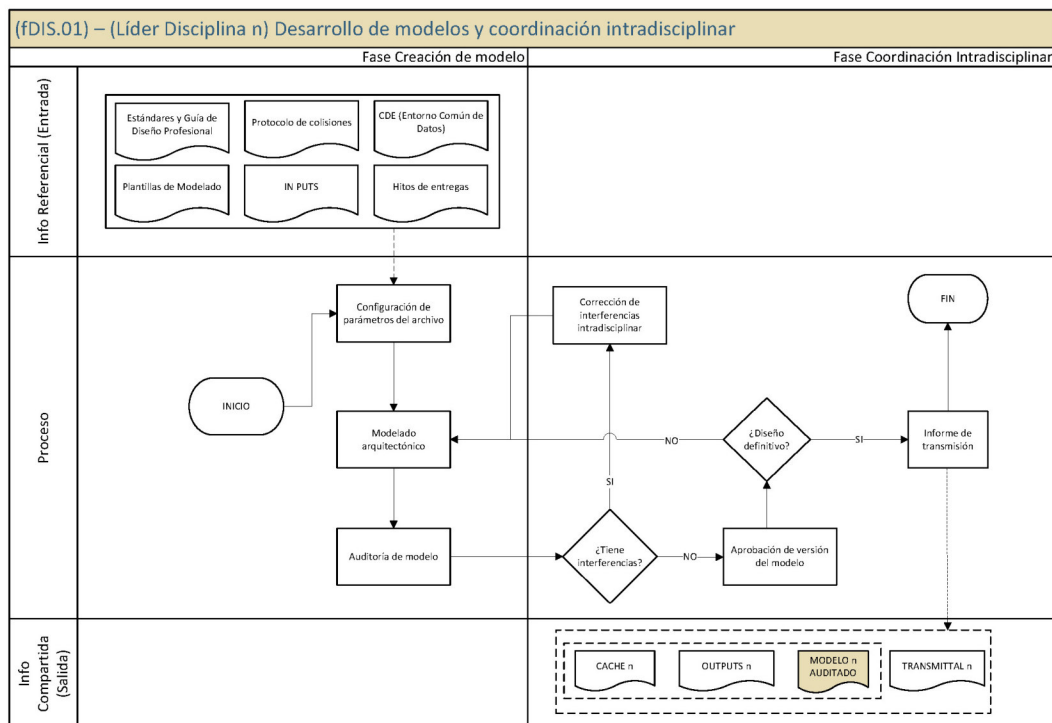 (fDIS.01) – (Líder Disciplina n) Desarrollo de modelos y coordinación intradisciplinar
Fase Creación de modelo
Fase Coordinación Intradisciplinar
Info Referencial (Entrada)
Estándares y Guía de
Diseño Profesional
Protocolo de colisiones
CDE (Entorno Común de
Datos)
Plantillas de Modelado
IN PUTS
Hitos de entregas
Proceso
Configuración de
parámetros del archivo
Corrección de
interferencias
intradisciplinar
FIN
INICIO
Modelado
arquitectónico
NO
¿Diseño
definitivo?
SI
Informe de
transmisión
SI
Auditoría de modelo
¿Tiene
interferencias?
NO
Aprobación de versión
del modelo
Info
Compartida
(Salida)
CACHE n
OUTPUTS n
MODELO n
AUDITADO
TRANSMITTAL n